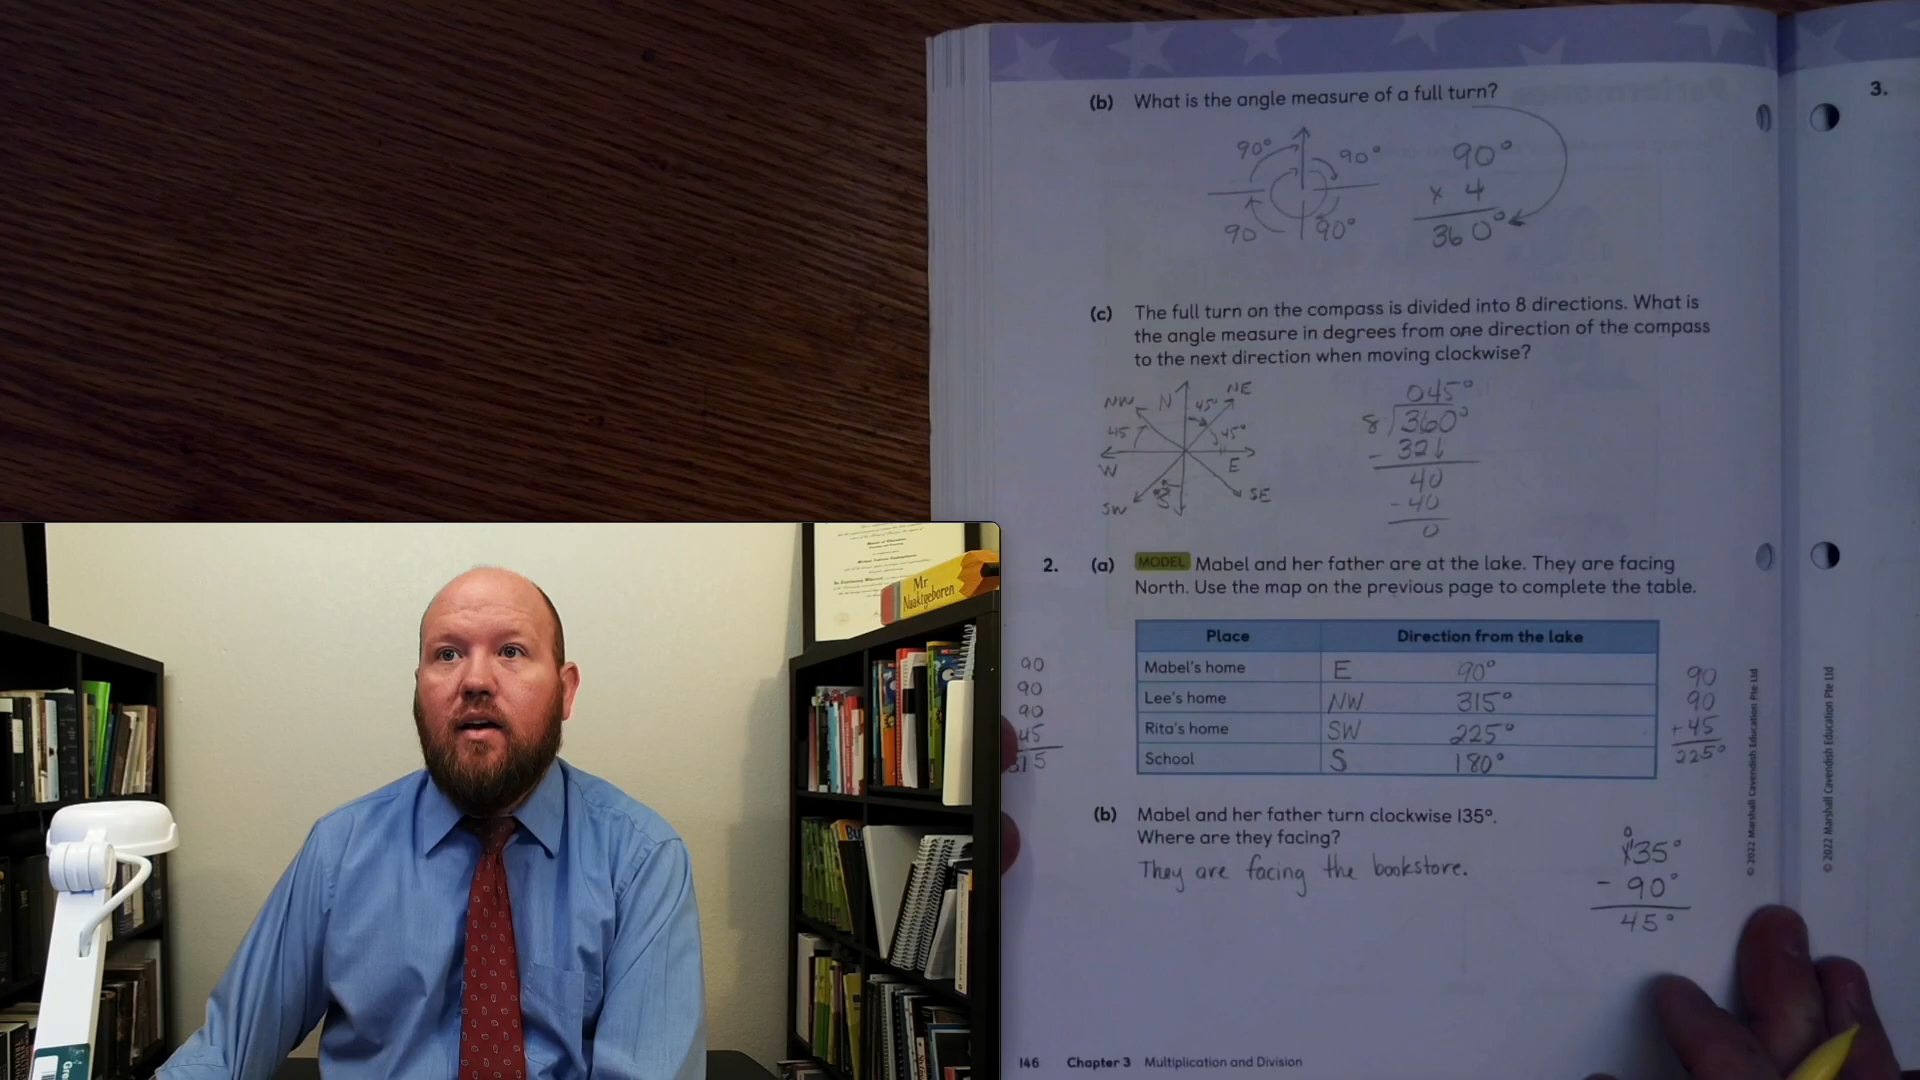 3.
(b) What is the angle measure of a full turn?
90° 90° 90°
x 4
90 90° 360°
(c) The full turn on the compass is divided into 8 directions. What is
the angle measure in degrees from one direction of the compass
to the next direction when moving clockwise?
NW N 45° NE 045°
45 45° 8 360°
W E - 32
40
SW SE - 40
0
2. (a) MODEL Mabel and her father are at the lake. They are facing
North. Use the map on the previous page to complete the table.
Place Direction from the lake
Mabel's home E 90°
Lee's home NW 315°
Rita's home SW 225°
School S 180°
90
90
90
45
315
90
90
+45
225°
(b) Mabel and her father turn clockwise 135°.
Where are they facing?
They are facing the bookstore.
135°
- 90°
45°
146 Chapter 3 Multiplication and Division
© 2022 Marshall Cavendish Education Pte Ltd
© 2022 Marshall Cavendish Education Pte Ltd
Mr.
Naaktgeboren